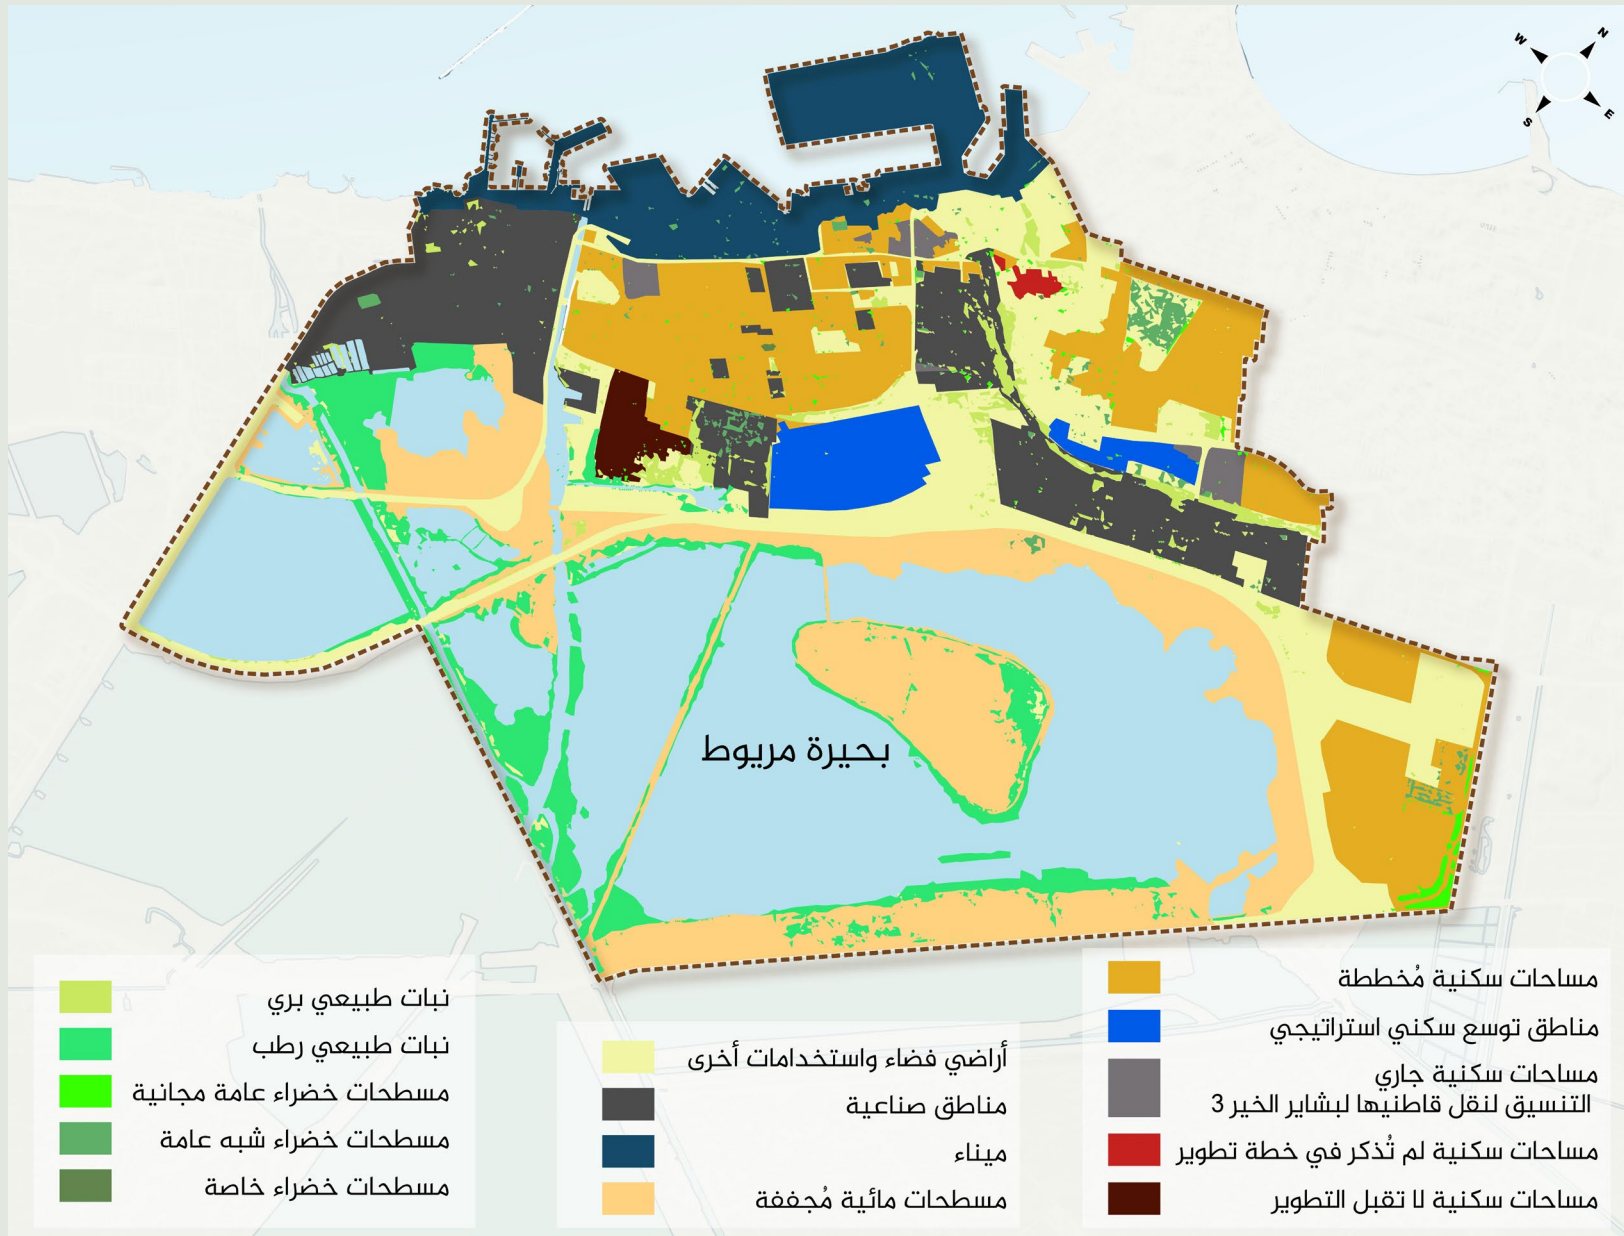 N
W
E
S
بحيرة مريوط
مساحات سكنية مُخططة
مناطق توسع سكني استراتيجي
مساحات سكنية جاري
التنسيق لنقل قاطنيها لبشاير الخير 3
مساحات سكنية لم تُذكر في خطة تطوير
مساحات سكنية لا تقبل التطوير
أراضي فضاء واستخدامات أخرى
مناطق صناعية
ميناء
مسطحات مائية مُجففة
نبات طبيعي بري
نبات طبيعي رطب
مسطحات خضراء عامة مجانية
مسطحات خضراء شبه عامة
مسطحات خضراء خاصة